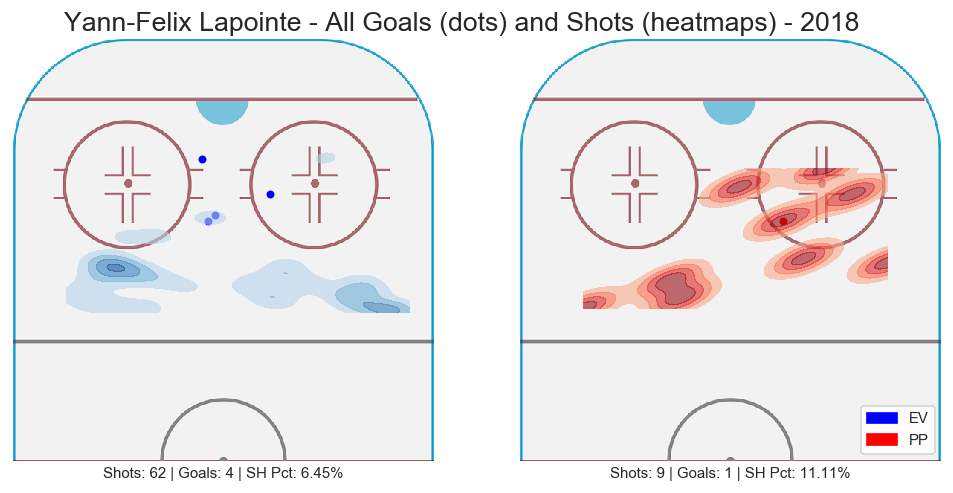 Yann-Felix Lapointe - All Goals (dots) and Shots (heatmaps) - 2018
EV
PP
Shots: 62 | Goals: 4 | SH Pct: 6.45%
Shots: 9 | Goals: 1 | SH Pct: 11.11%